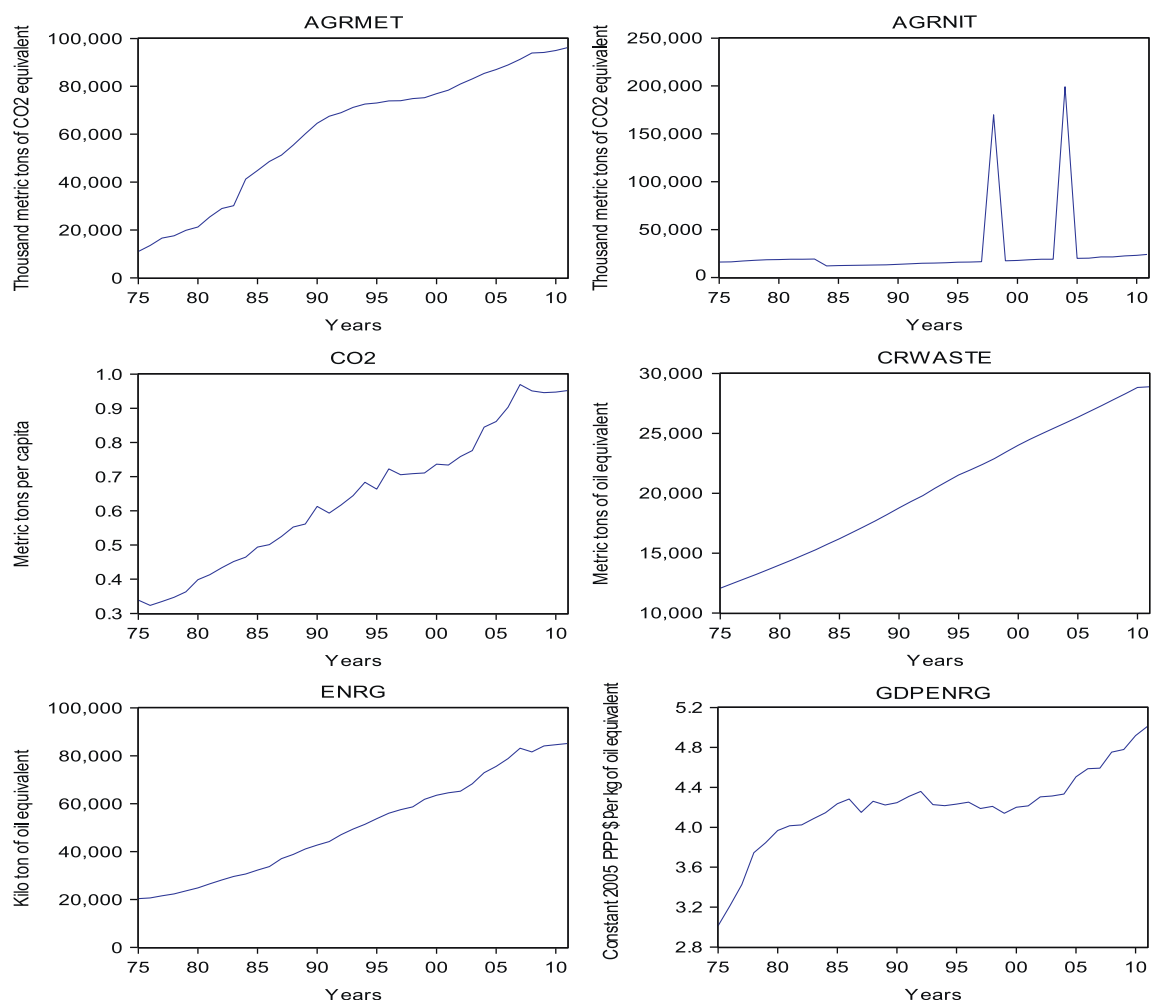 AGRMET
Thousand metric tons of CO2 equivalent
100,000
80,000
60,000
40,000
20,000
0
75 80 85 90 95 00 05 10
Years
AGRNIT
Thousand metric tons of CO2 equivalent
250,000
200,000
150,000
100,000
50,000
0
75 80 85 90 95 00 05 10
Years
CO2
Metric tons per capita
1.0
0.9
0.8
0.7
0.6
0.5
0.4
0.3
75 80 85 90 95 00 05 10
Years
CRWASTE
Metric tons of oil equivalent
30,000
25,000
20,000
15,000
10,000
75 80 85 90 95 00 05 10
Years
ENRG
Kilo ton of oil equivalent
100,000
80,000
60,000
40,000
20,000
0
75 80 85 90 95 00 05 10
Years
GDPENRG
Constant 2005 PPP $ per kg of oil equivalent
5.2
4.8
4.4
4.0
3.6
3.2
2.8
75 80 85 90 95 00 05 10
Years